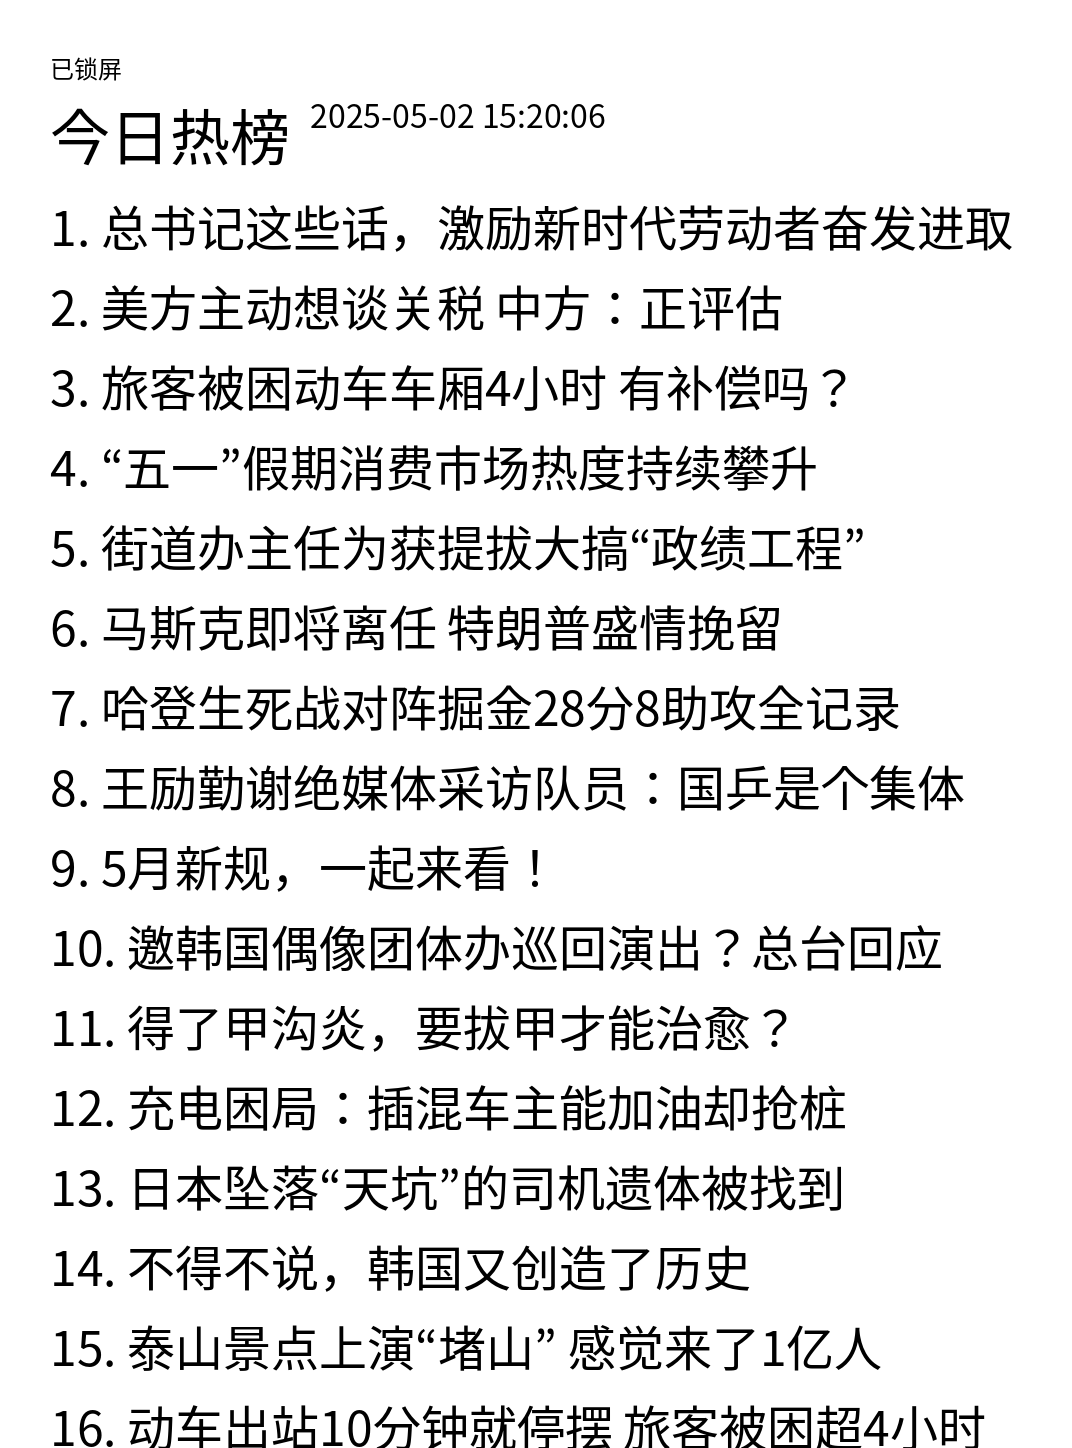 已锁屏
今日热榜 2025-05-02 15:20:06
1. 总书记这些话，激励新时代劳动者奋发进取
2. 美方主动想谈关税 中方：正评估
3. 旅客被困动车车厢4小时 有补偿吗？
4. “五一”假期消费市场热度持续攀升
5. 街道办主任为获提拔大搞“政绩工程”
6. 马斯克即将离任 特朗普盛情挽留
7. 哈登生死战对阵掘金28分8助攻全记录
8. 王励勤谢绝媒体采访队员：国乒是个集体
9. 5月新规，一起来看！
10. 邀韩国偶像团体办巡回演出？总台回应
11. 得了甲沟炎，要拔甲才能治愈？
12. 充电困局：插混车主能加油却抢桩
13. 日本坠落“天坑”的司机遗体被找到
14. 不得不说，韩国又创造了历史
15. 泰山景点上演“堵山” 感觉来了1亿人
16. 动车出站10分钟就停摆 旅客被困超4小时